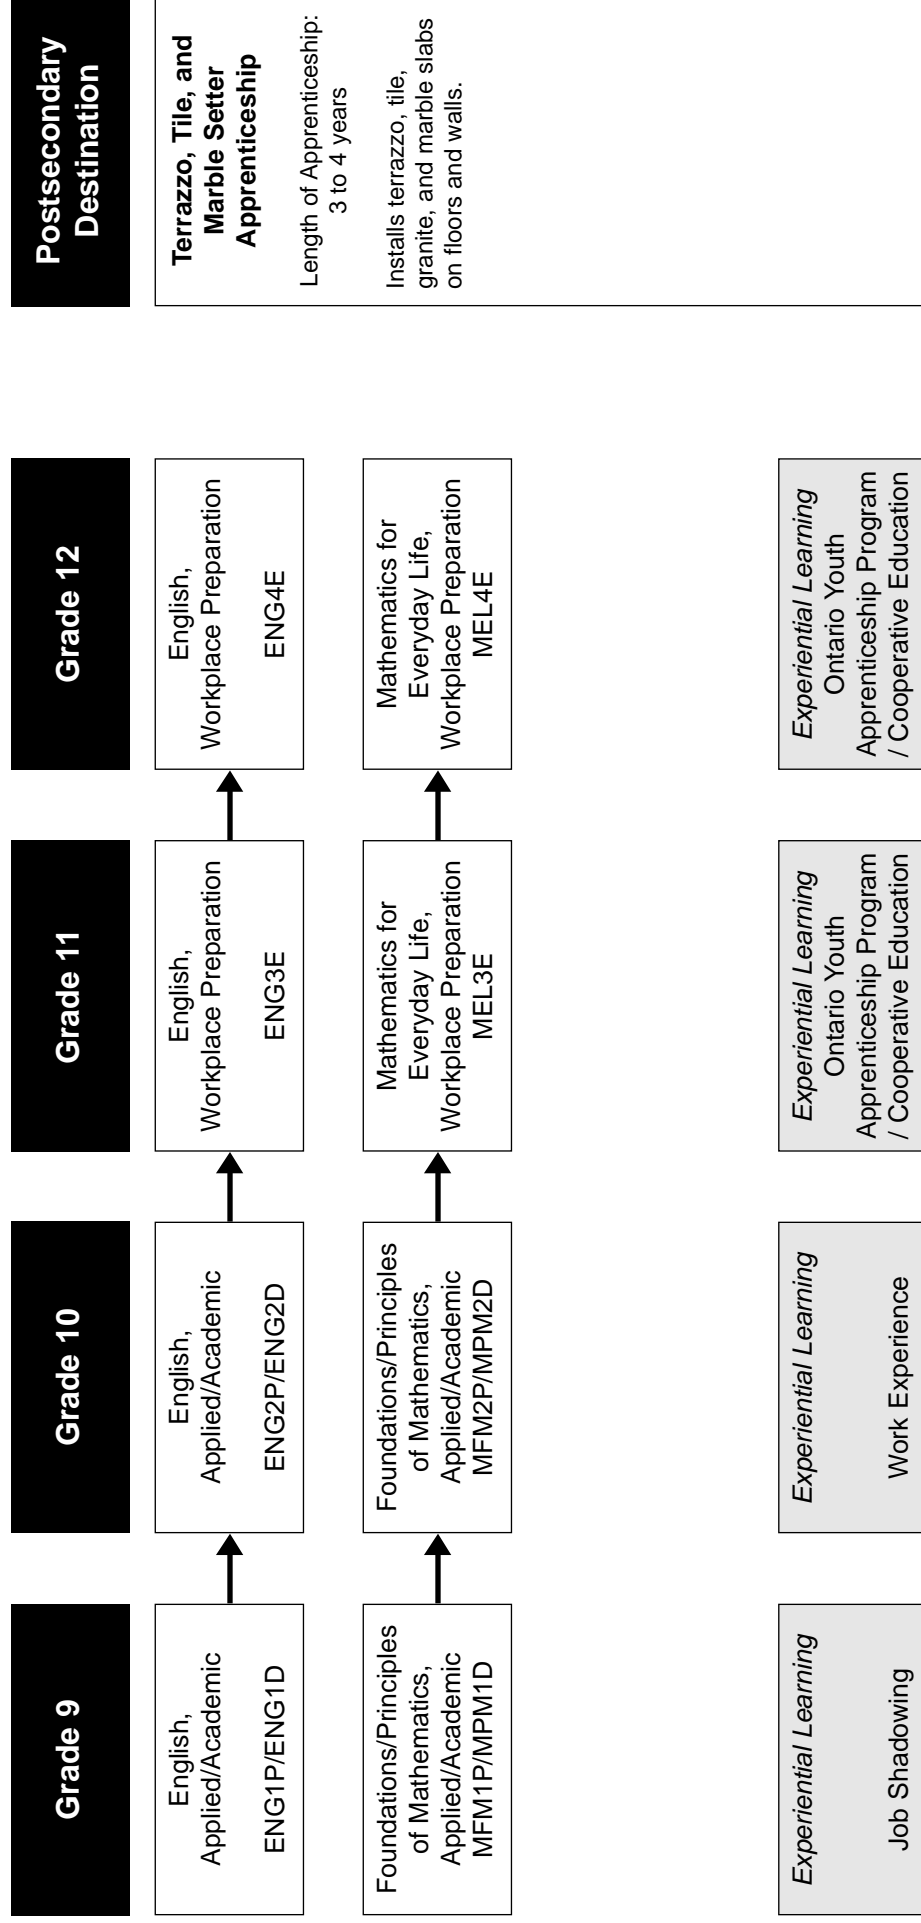 Grade 9
Grade 10
Grade 11
Grade 12
Postsecondary
Destination
English,
Applied/Academic
ENG1P/ENG1D
English,
Applied/Academic
ENG2P/ENG2D
English,
Workplace Preparation
ENG3E
English,
Workplace Preparation
ENG4E
Terrazzo, Tile, and
Marble Setter
Apprenticeship
Length of Apprenticeship:
3 to 4 years
Installs terrazzo, tile,
granite, and marble slabs
on floors and walls.
Foundations/Principles
of Mathematics,
Applied/Academic
MFM1P/MPM1D
Foundations/Principles
of Mathematics,
Applied/Academic
MFM2P/MPM2D
Mathematics for
Everyday Life,
Workplace Preparation
MEL3E
Mathematics for
Everyday Life,
Workplace Preparation
MEL4E
Experiential Learning
Job Shadowing
Experiential Learning
Work Experience
Experiential Learning
Ontario Youth
Apprenticeship Program
/ Cooperative Education
Experiential Learning
Ontario Youth
Apprenticeship Program
/ Cooperative Education